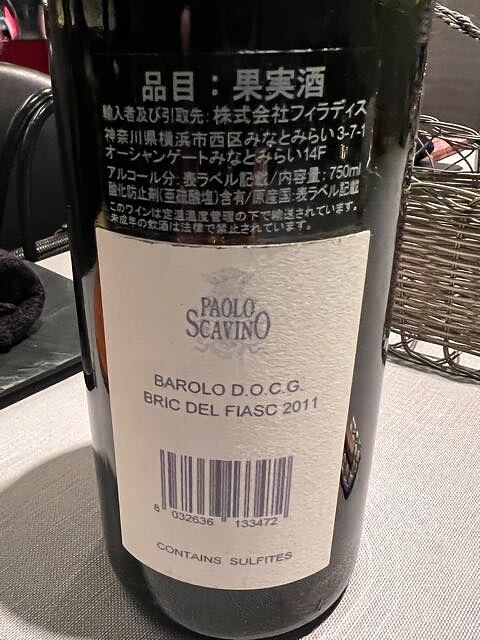 品目：果実酒
輸入者及び引取先：株式会社フィラディス
神奈川県横浜市西区みなとみらい3-7-1
オーシャンゲートみなとみらい14F
アルコール分：表ラベル記載/内容量：750ml
酸化防止剤(亜硫酸塩)含有/原産国：表ラベル記載
このワインは定温温度管理の下で輸送されています。
未成年の飲酒は法律で禁止されています。
PAOLO
SCAVINO
BAROLO D.O.C.G.
BRIC DEL FIASC 2011
8 032636 133472
CONTAINS SULFITES